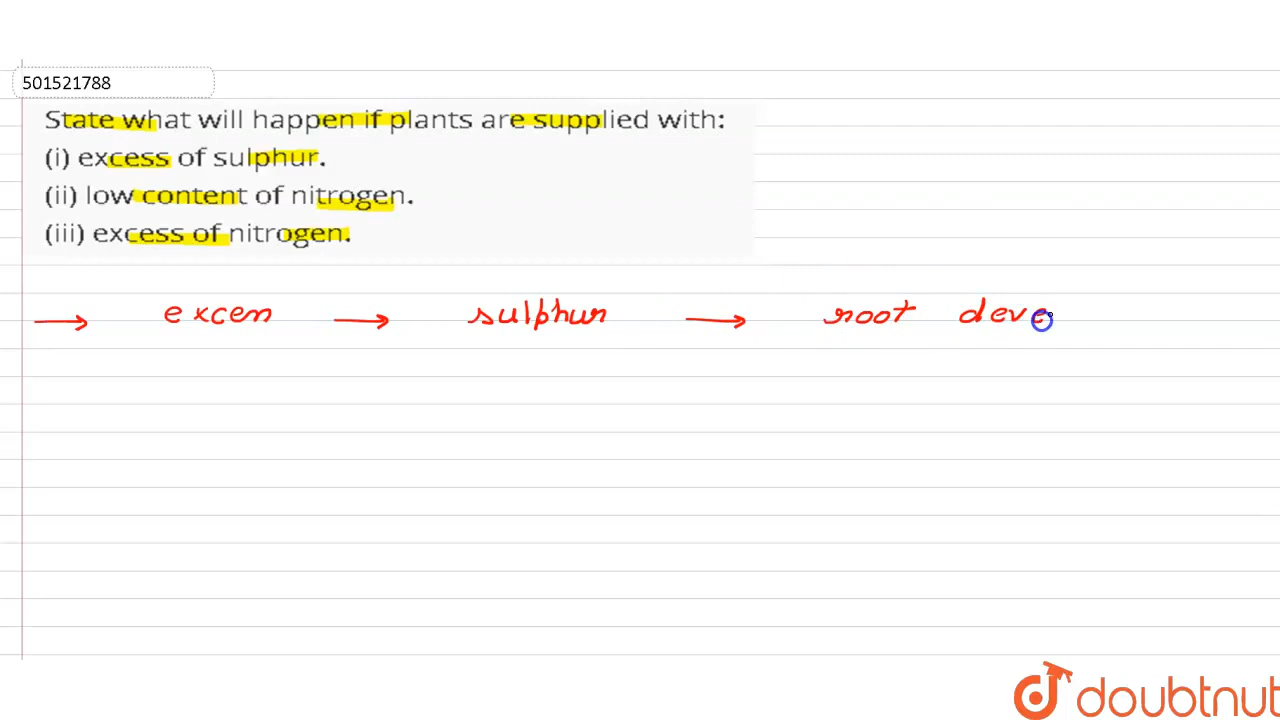 501521788
State what will happen if plants are supplied with:
(i) excess of sulphur.
(ii) low content of nitrogen.
(iii) excess of nitrogen.
→ excess → sulphur → root deve
doubtnut